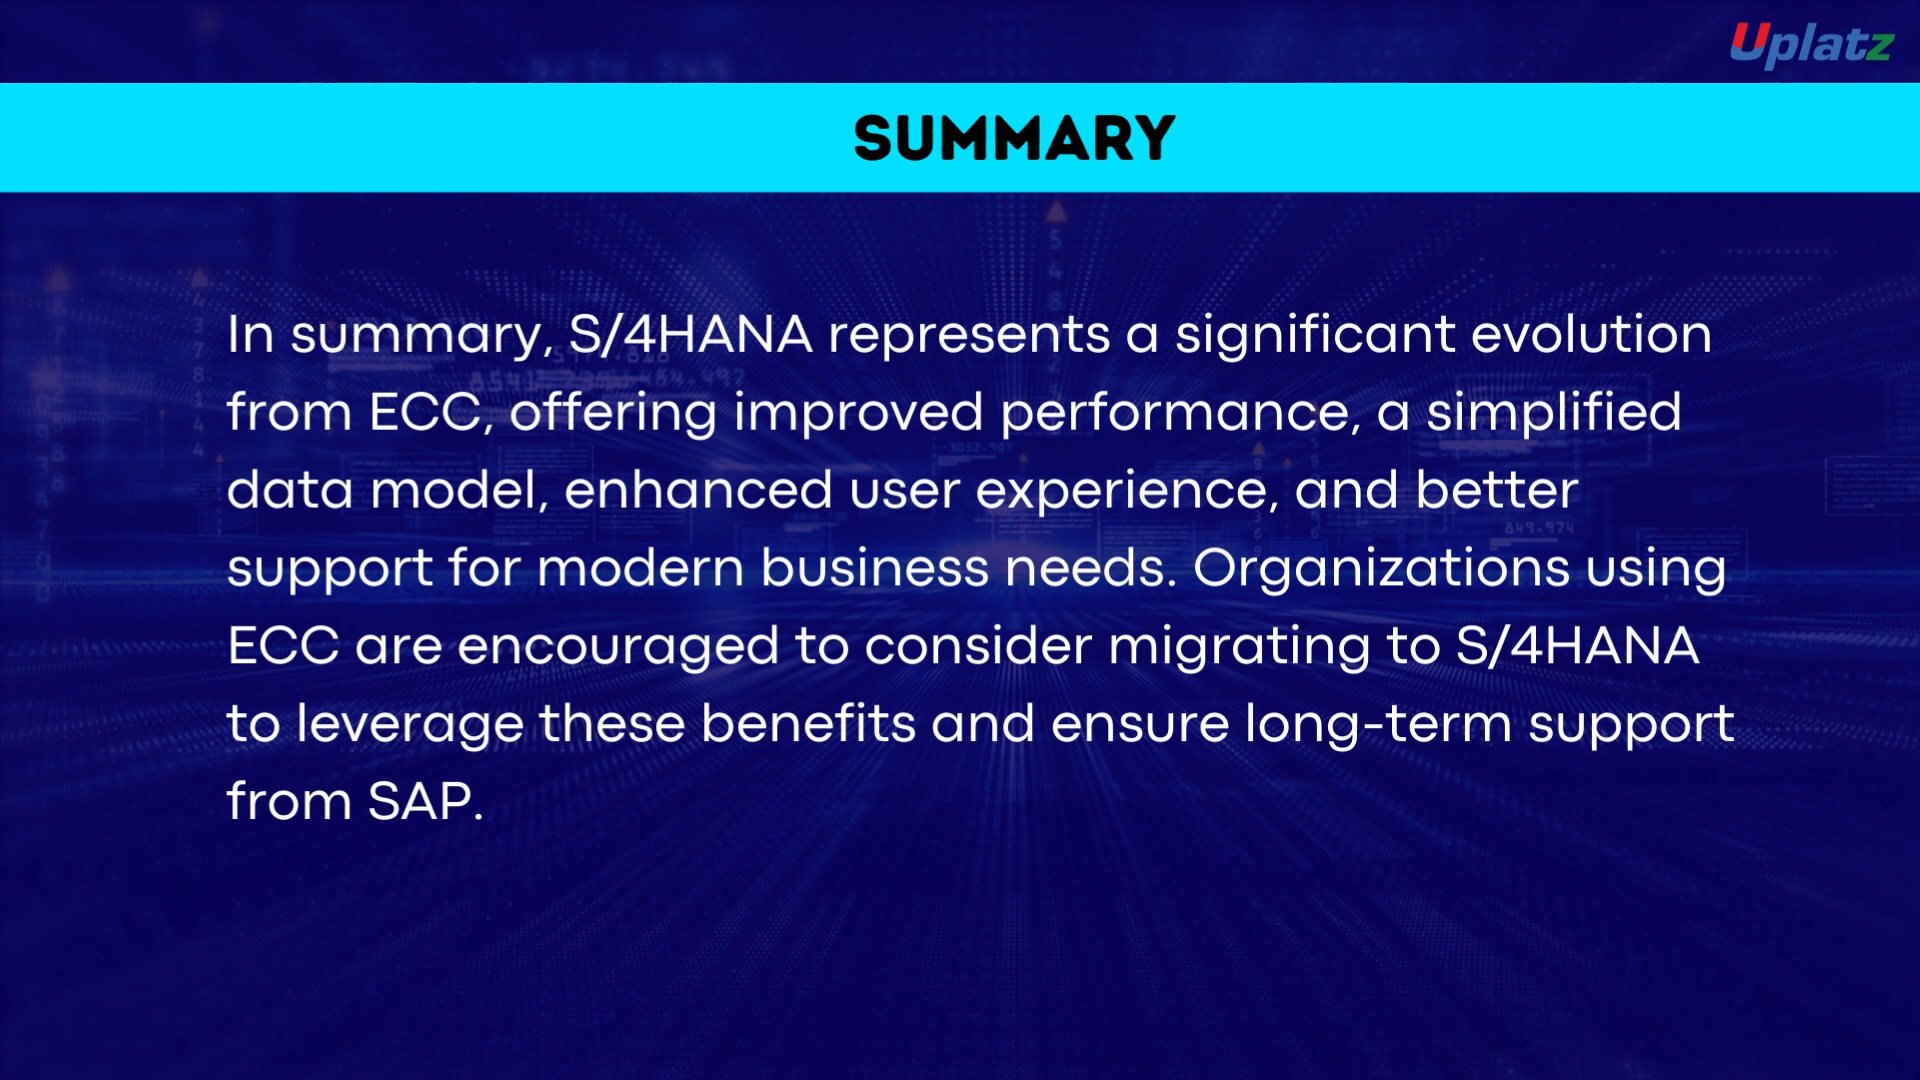 Uplatz
SUMMARY
In summary, S/4HANA represents a significant evolution
from ECC, offering improved performance, a simplified
data model, enhanced user experience, and better
support for modern business needs. Organizations using
ECC are encouraged to consider migrating to S/4HANA
to leverage these benefits and ensure long-term support
from SAP.
849.974